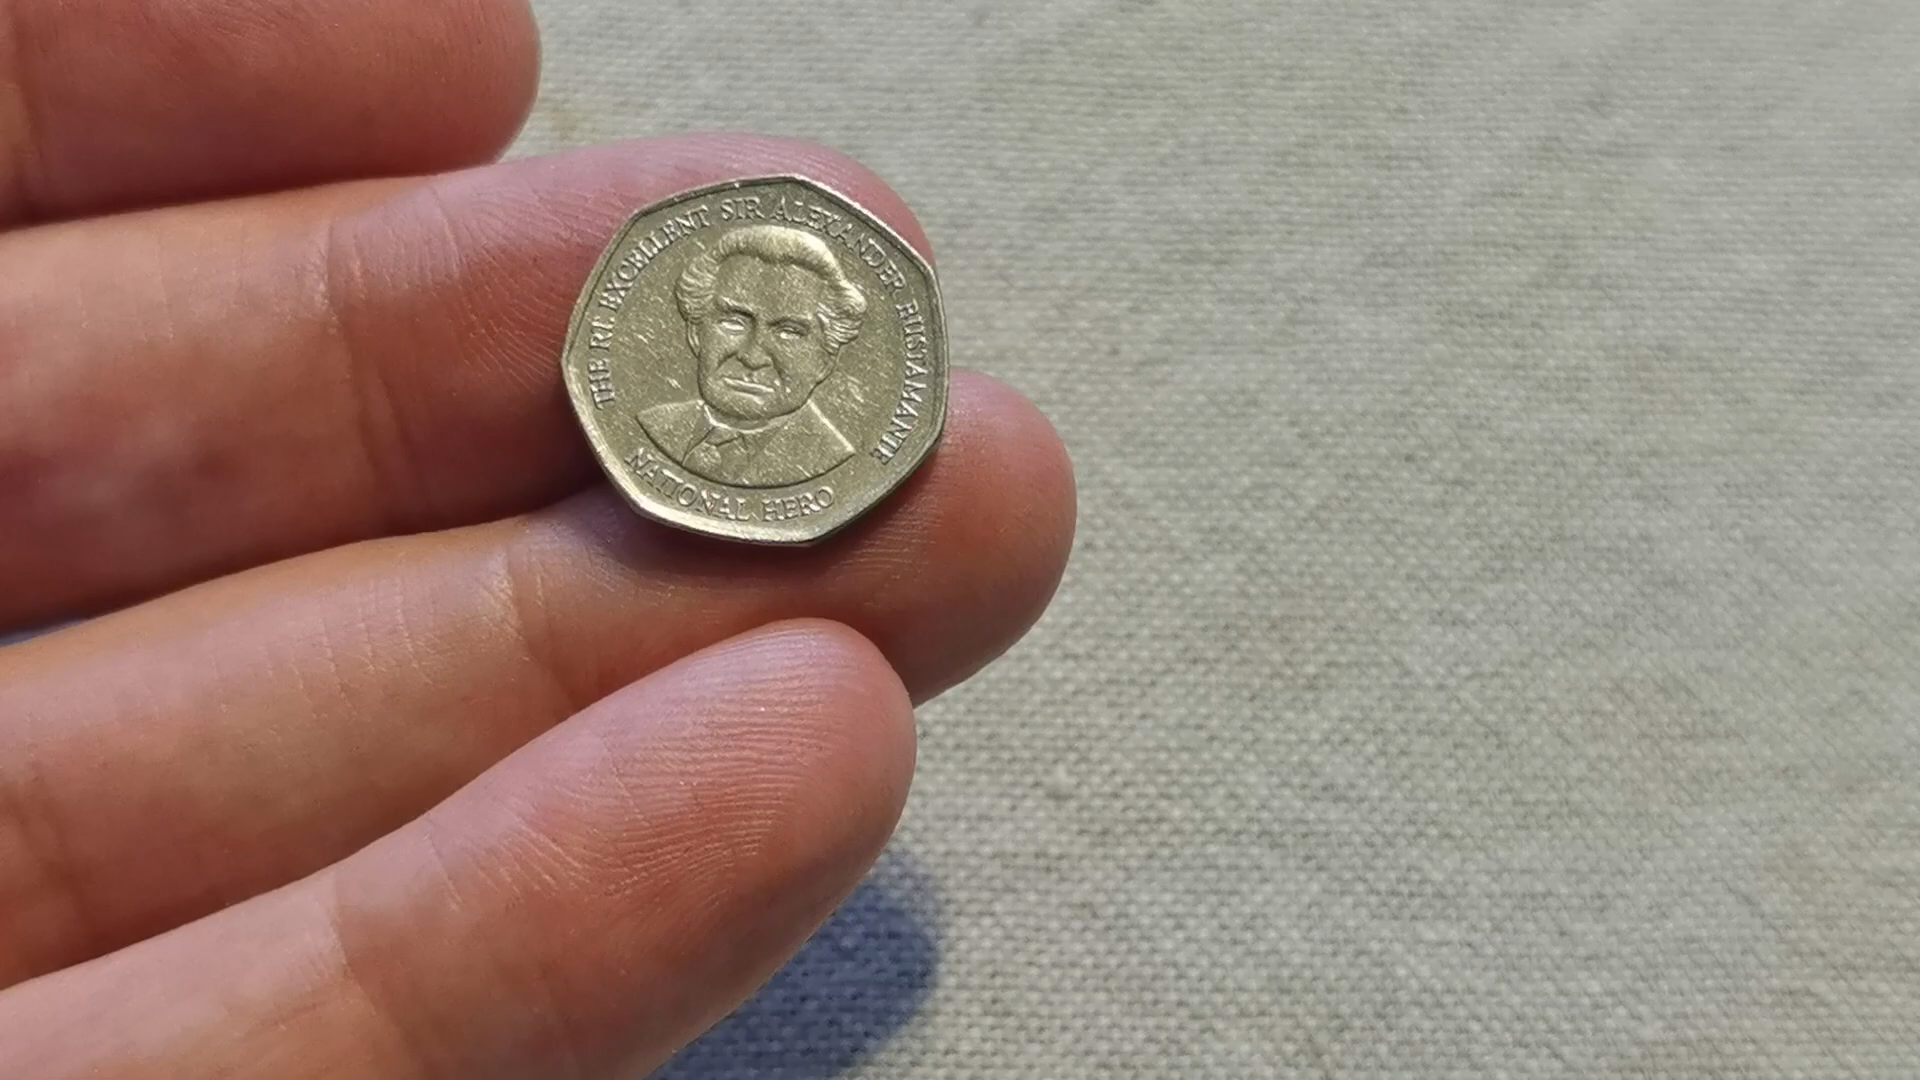 THE RT. EXCELLENT SIR ALEXANDER BUSTAMANTE
NATIONAL HERO